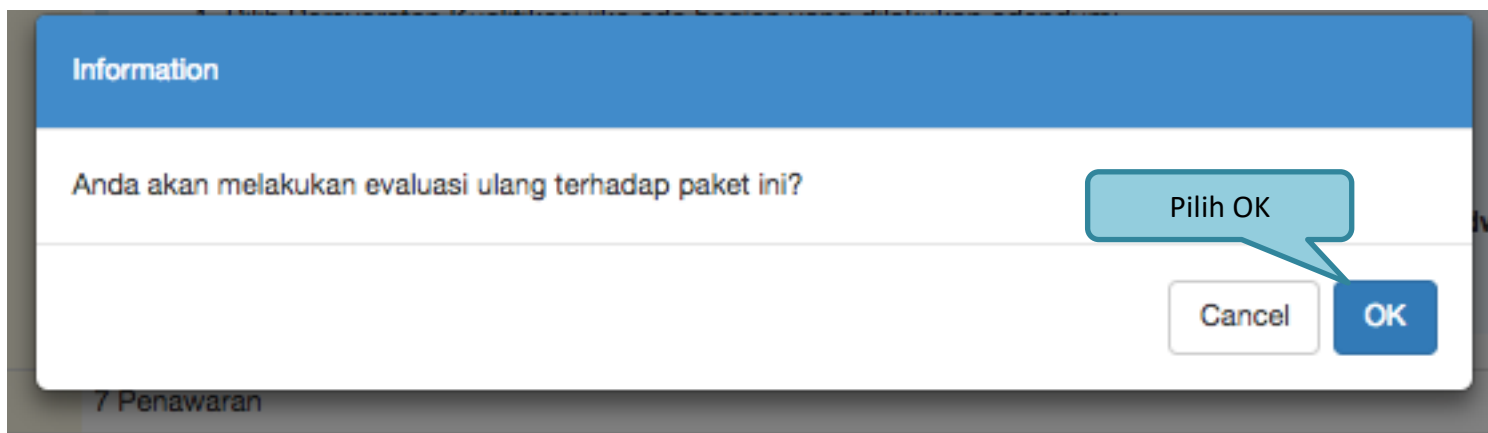 Information
Anda akan melakukan evaluasi ulang terhadap paket ini?
Pilih OK
Cancel
OK
7 Penawaran